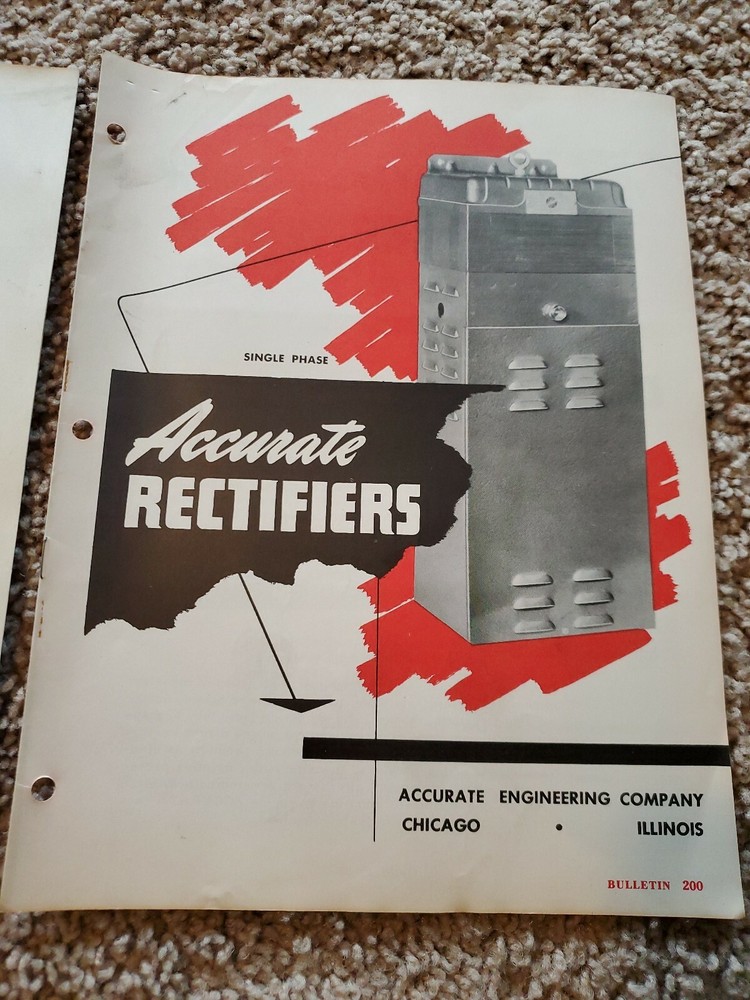 SINGLE PHASE
Accurate
RECTIFIERS
ACCURATE ENGINEERING COMPANY
CHICAGO • ILLINOIS
BULLETIN 200